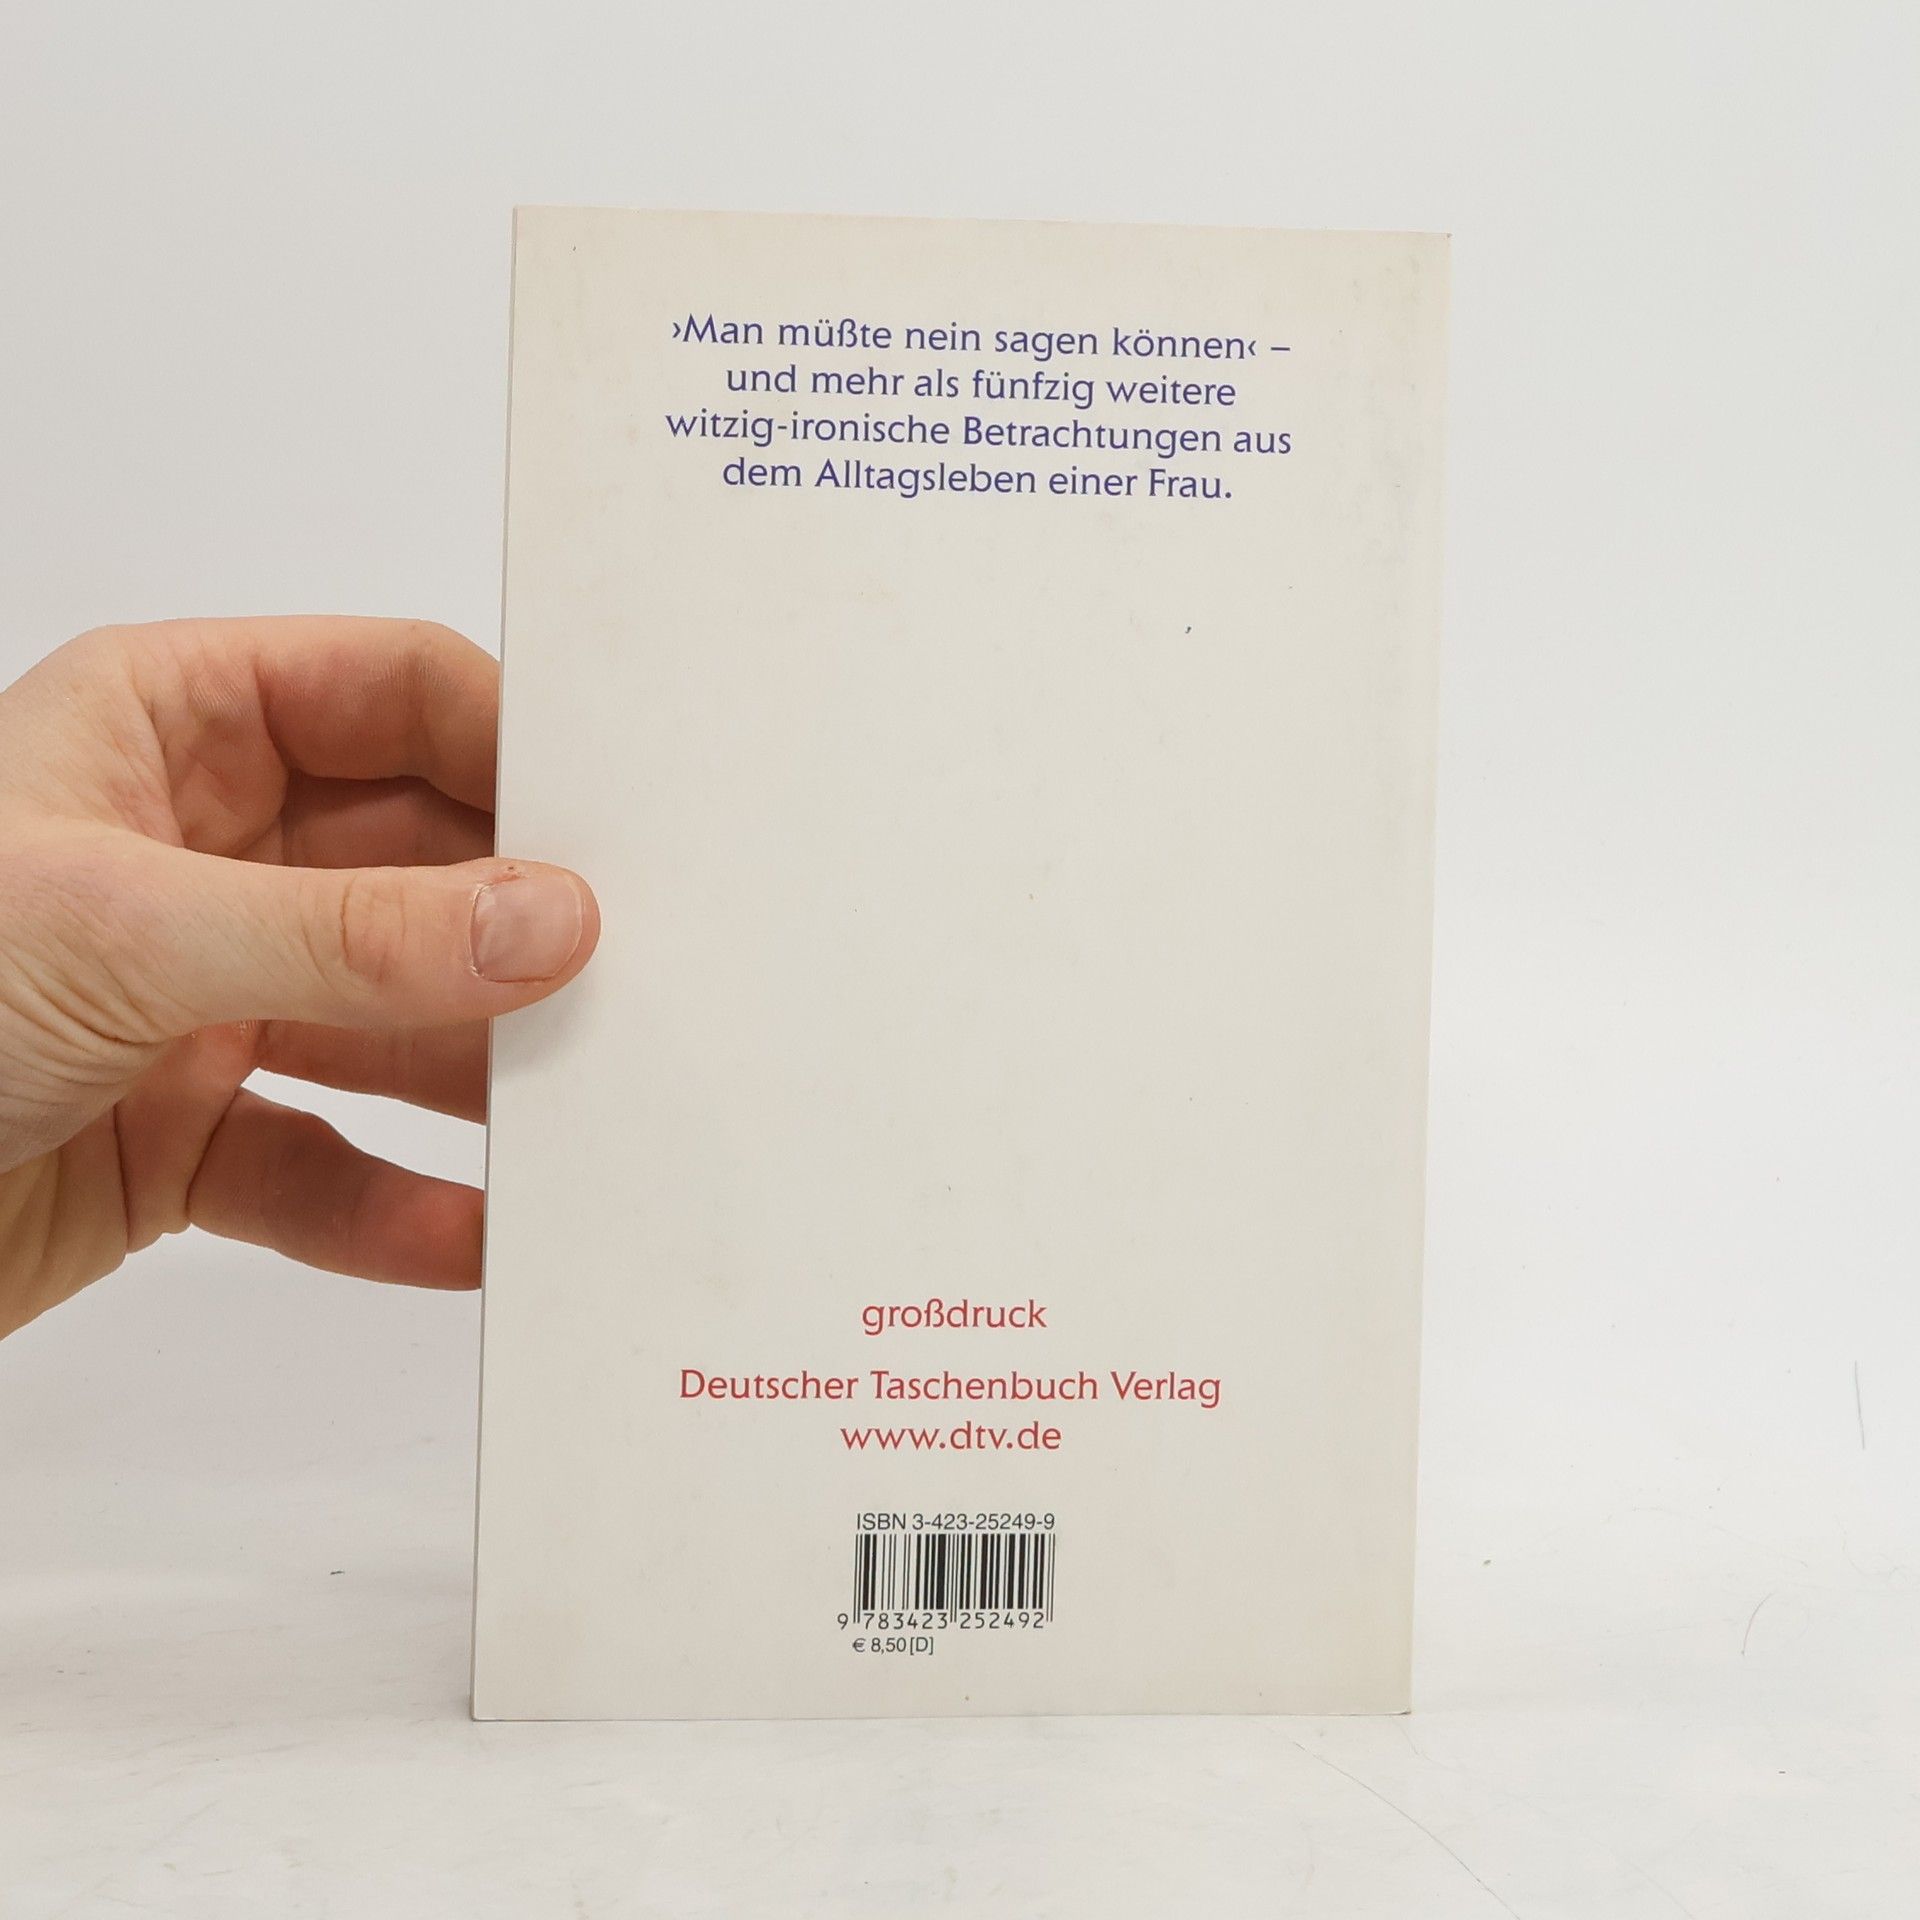 ›Man müßte nein sagen können‹ –
und mehr als fünfzig weitere
witzig-ironische Betrachtungen aus
dem Alltagsleben einer Frau.
großdruck
Deutscher Taschenbuch Verlag
www.dtv.de
ISBN 3-423-25249-9
9 783423 252492
€ 8,50 [D]